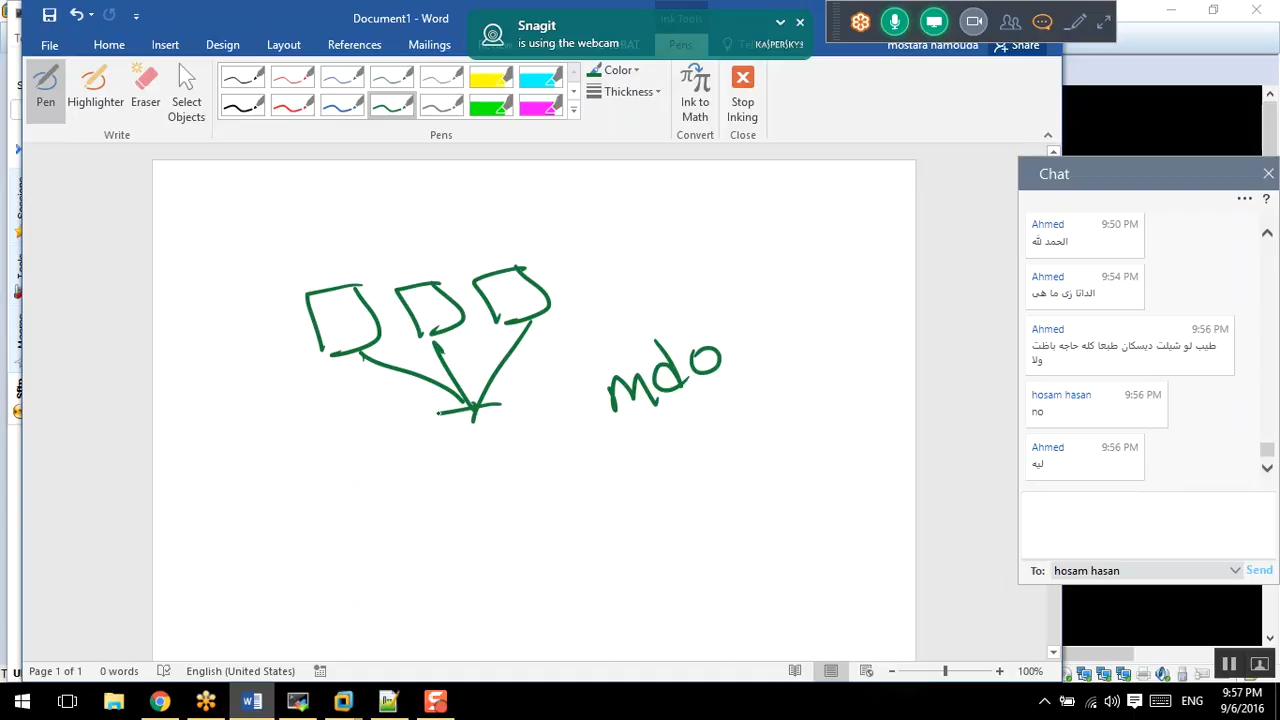 Document1 - Word
Ink Tools
Snagit
is using the webcam
KASPERSKY
File
Home
Insert
Design
Layout
References
Mailings
BAT
Pens
mostafa hamouda
Share
Pen
Highlighter
Eraser
Select
Objects
Color
Thickness
Ink to
Math
Stop
Inking
Write
Pens
Convert
Close
mdo
Chat
?
Ahmed
9:50 PM
الحمد لله
Ahmed
9:54 PM
الداتا زى ما هى
Ahmed
9:56 PM
طيب لو شيلت ديسكان طبعا كله حاجه باظت
ولا
hosam hasan
9:56 PM
no
Ahmed
9:56 PM
ليه
To:
hosam hasan
Send
Page 1 of 1
0 words
English (United States)
100%
ENG
9:57 PM
9/6/2016